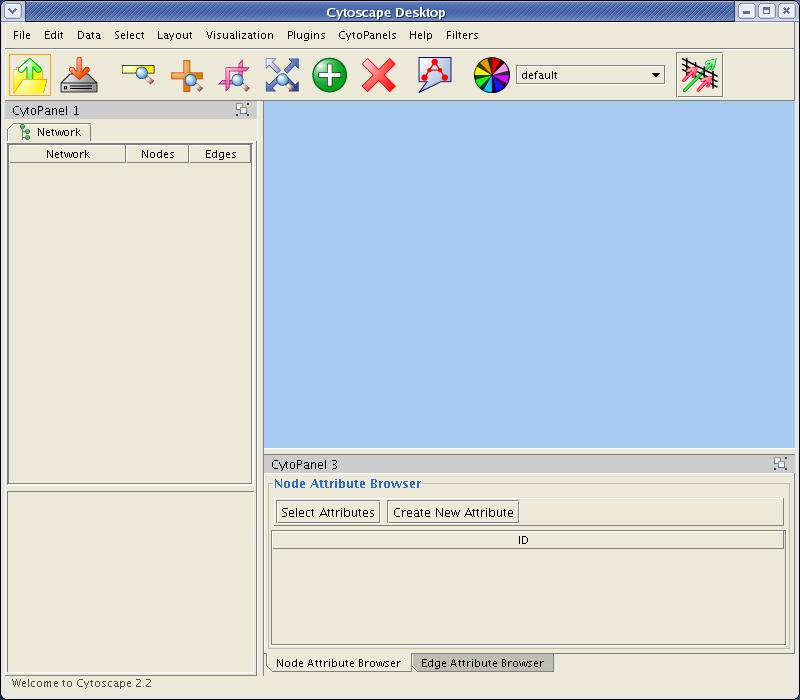 Cytoscape Desktop
File Edit Data Select Layout Visualization Plugins CytoPanels Help Filters
default
CytoPanel 1
Network
Network Nodes Edges
CytoPanel 3
Node Attribute Browser
Select Attributes Create New Attribute
ID
Node Attribute Browser Edge Attribute Browser
Welcome to Cytoscape 2.2